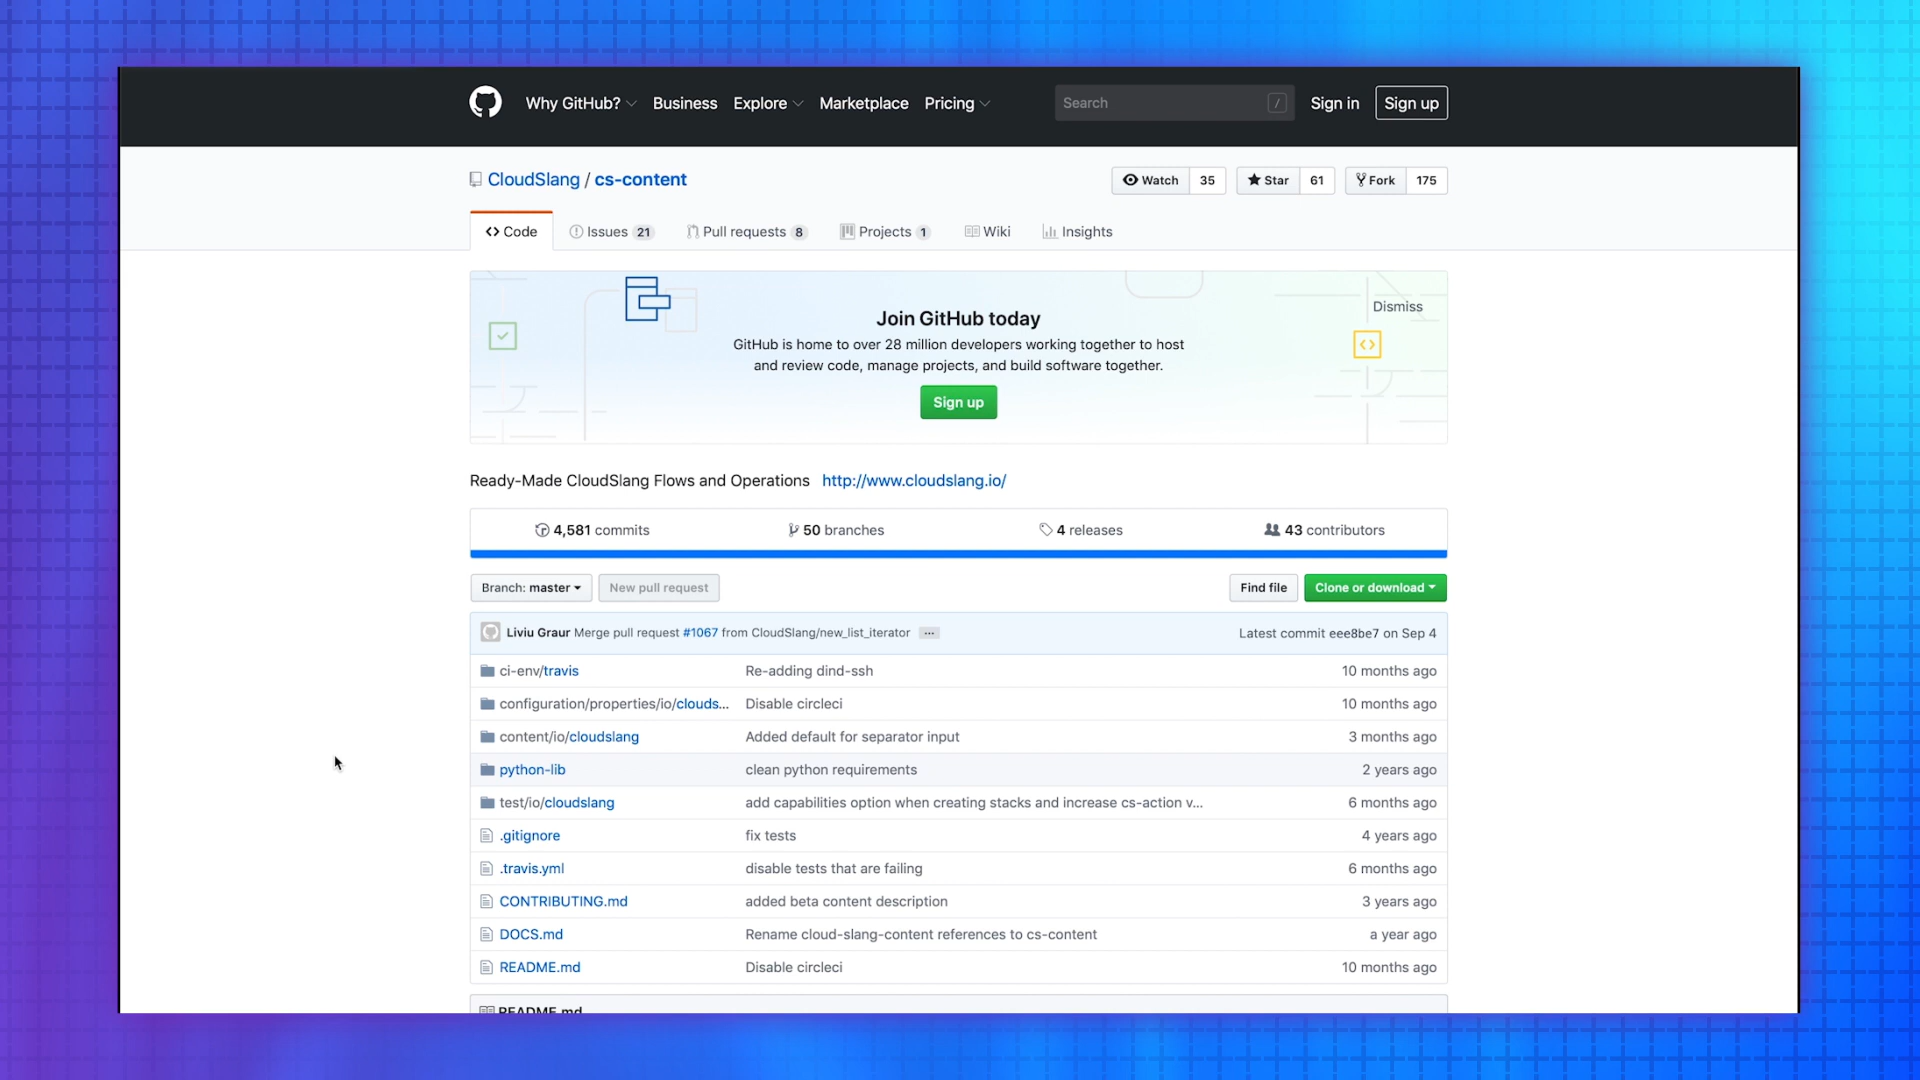 Why GitHub? Business Explore Marketplace Pricing Search / Sign in Sign up
CloudSlang / cs-content Watch 35 Star 61 Fork 175
Code Issues 21 Pull requests 8 Projects 1 Wiki Insights
Dismiss
Join GitHub today
GitHub is home to over 28 million developers working together to host
and review code, manage projects, and build software together.
Sign up
Ready-Made CloudSlang Flows and Operations http://www.cloudslang.io/
4,581 commits 50 branches 4 releases 43 contributors
Branch: master New pull request Find file Clone or download
Liviu Graur Merge pull request #1067 from CloudSlang/new_list_iterator ... Latest commit eee8be7 on Sep 4
ci-env/travis Re-adding dind-ssh 10 months ago
configuration/properties/io/clouds... Disable circleci 10 months ago
content/io/cloudslang Added default for separator input 3 months ago
python-lib clean python requirements 2 years ago
test/io/cloudslang add capabilities option when creating stacks and increase cs-action v... 6 months ago
.gitignore fix tests 4 years ago
.travis.yml disable tests that are failing 6 months ago
CONTRIBUTING.md added beta content description 3 years ago
DOCS.md Rename cloud-slang-content references to cs-content a year ago
README.md Disable circleci 10 months ago
README.md